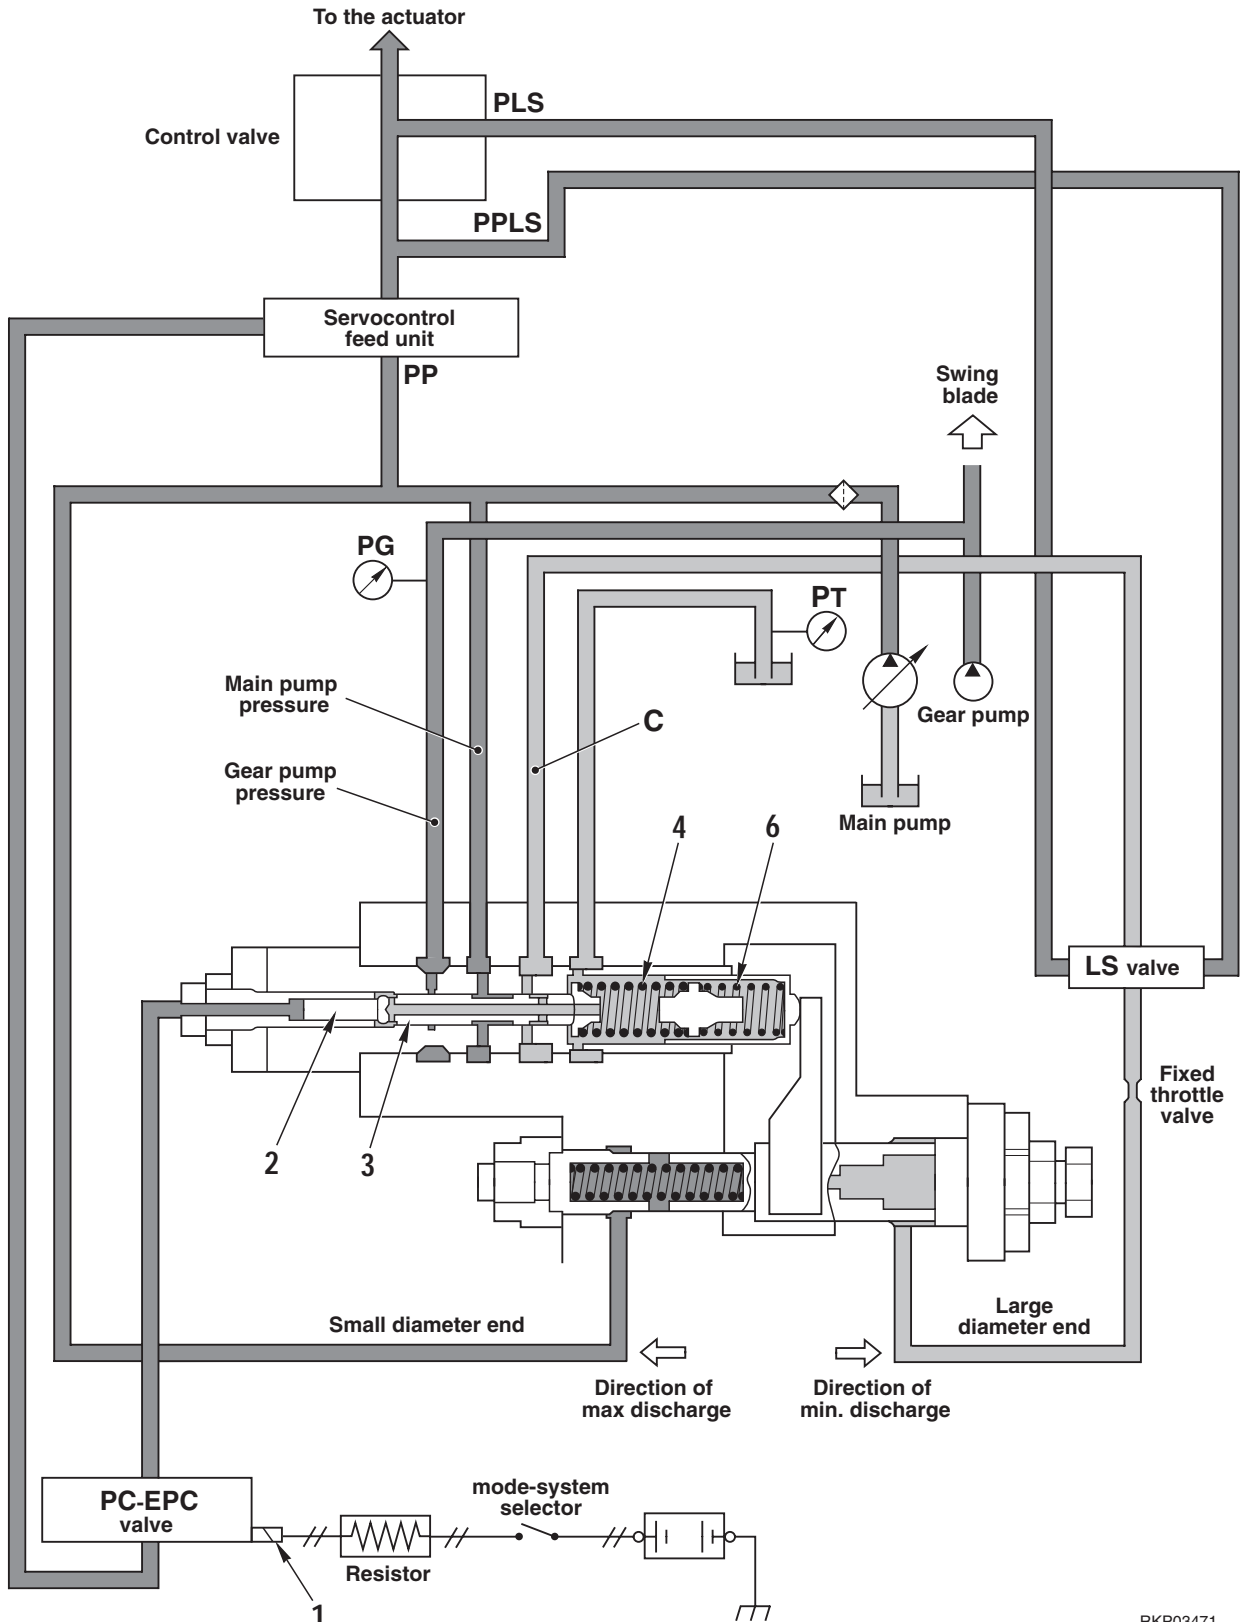 To the actuator
PLS
Control valve
PPLS
Servocontrol
feed unit
PP
Swing
blade
PG
PT
Main pump
pressure
C
Gear pump
Gear pump
pressure
Main pump
4
6
LS valve
Fixed
throttle
valve
2
3
Small diameter end
Large
diameter end
Direction of
max discharge
Direction of
min. discharge
PC-EPC
valve
mode-system
selector
Resistor
1
RKP03471